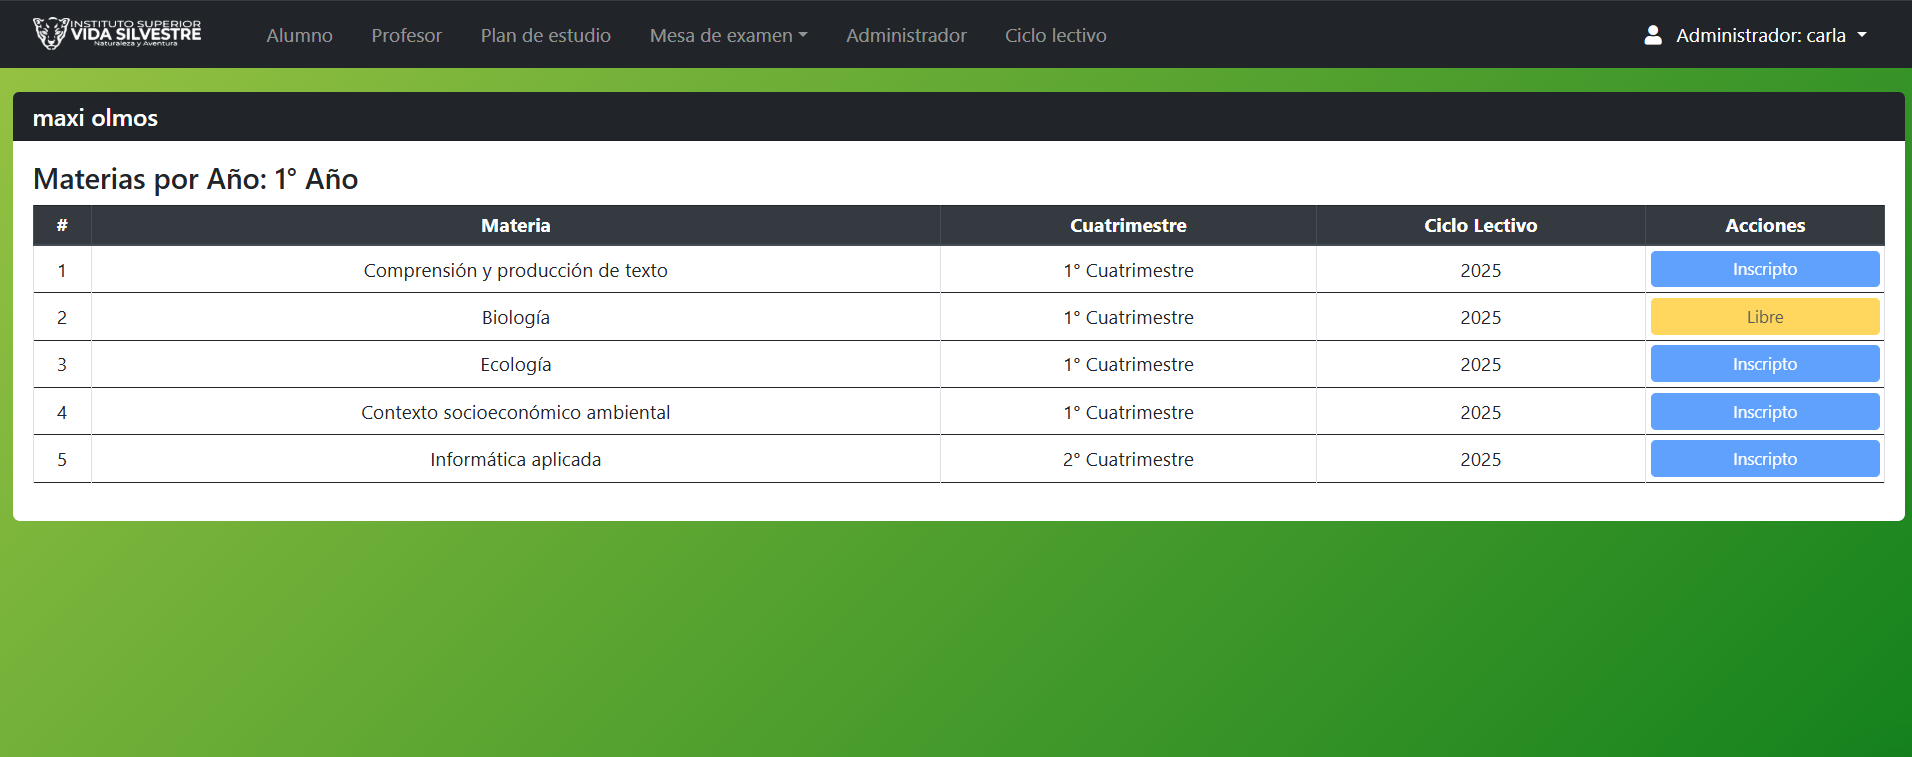 INSTITUTO SUPERIOR
VIDA SILVESTRE
Naturaleza y Aventura
Alumno Profesor Plan de estudio Mesa de examen Administrador Ciclo lectivo Administrador: carla
maxi olmos
Materias por Año: 1° Año
# Materia Cuatrimestre Ciclo Lectivo Acciones
1 Comprensión y producción de texto 1° Cuatrimestre 2025 Inscripto
2 Biología 1° Cuatrimestre 2025 Libre
3 Ecología 1° Cuatrimestre 2025 Inscripto
4 Contexto socioeconómico ambiental 1° Cuatrimestre 2025 Inscripto
5 Informática aplicada 2° Cuatrimestre 2025 Inscripto